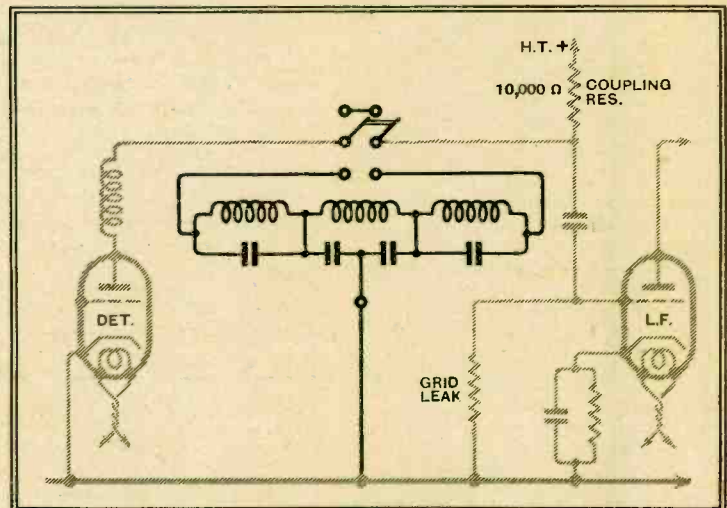 H.T. +
10,000 Ω COUPLING
RES.
DET.
L.F.
GRID
LEAK